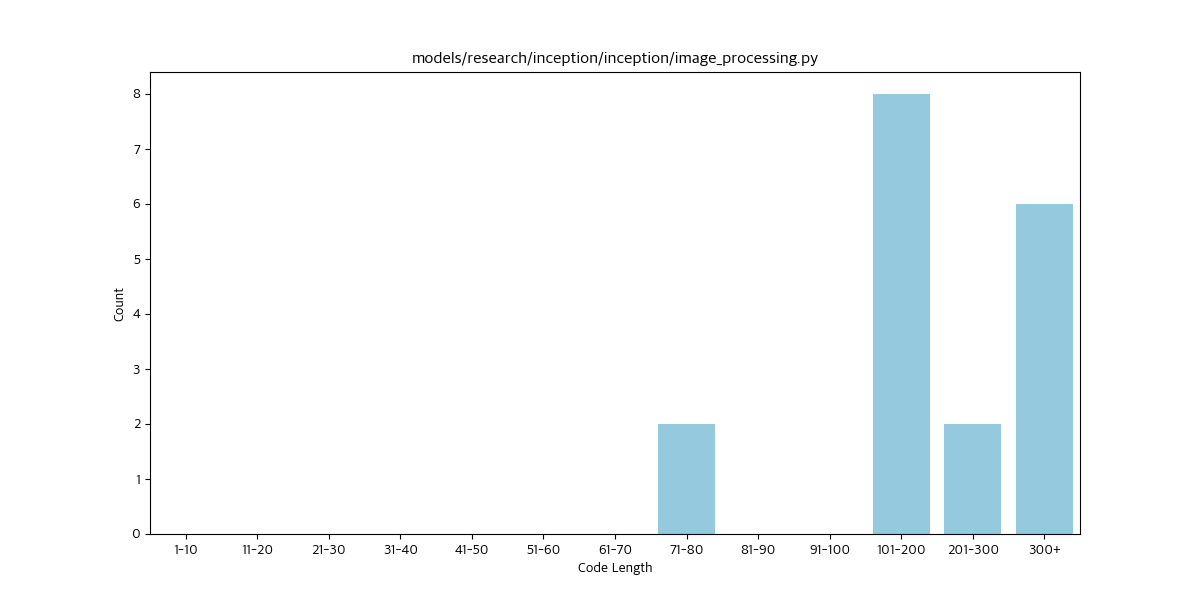 models/research/inception/inception/image_processing.py
8
7
6
5
4
3
2
1
0
Count
1-10 11-20 21-30 31-40 41-50 51-60 61-70 71-80 81-90 91-100 101-200 201-300 300+
Code Length